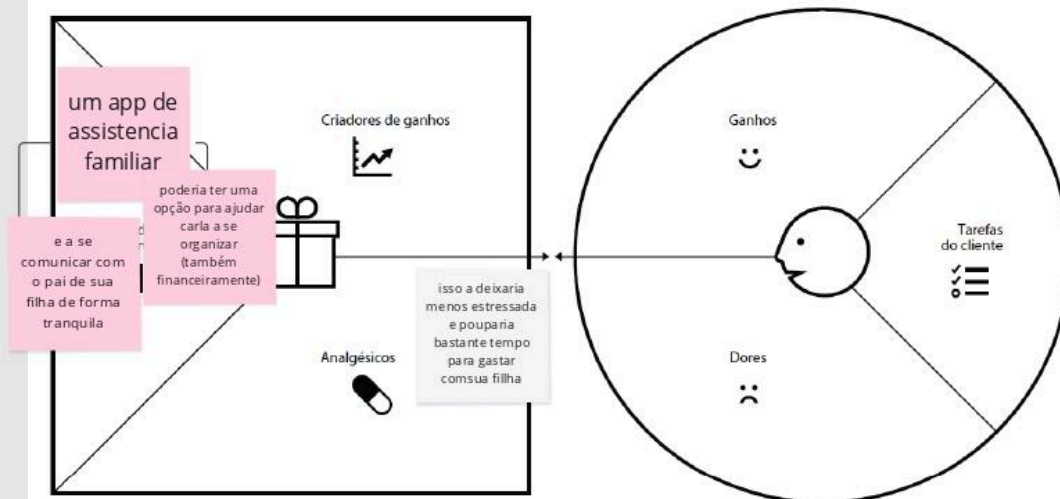 um app de
assistencia
familiar
poderia ter uma
opção para ajudar
carla a se
organizar
(também
financeiramente)
e a se
comunicar com
o pai de sua
filha de forma
tranquila
Criadores de ganhos
Analgésicos
isso a deixaria
menos estressada
e pouparia
bastante tempo
para gastar
comsua fillha
Ganhos
Tarefas
do cliente
Dores